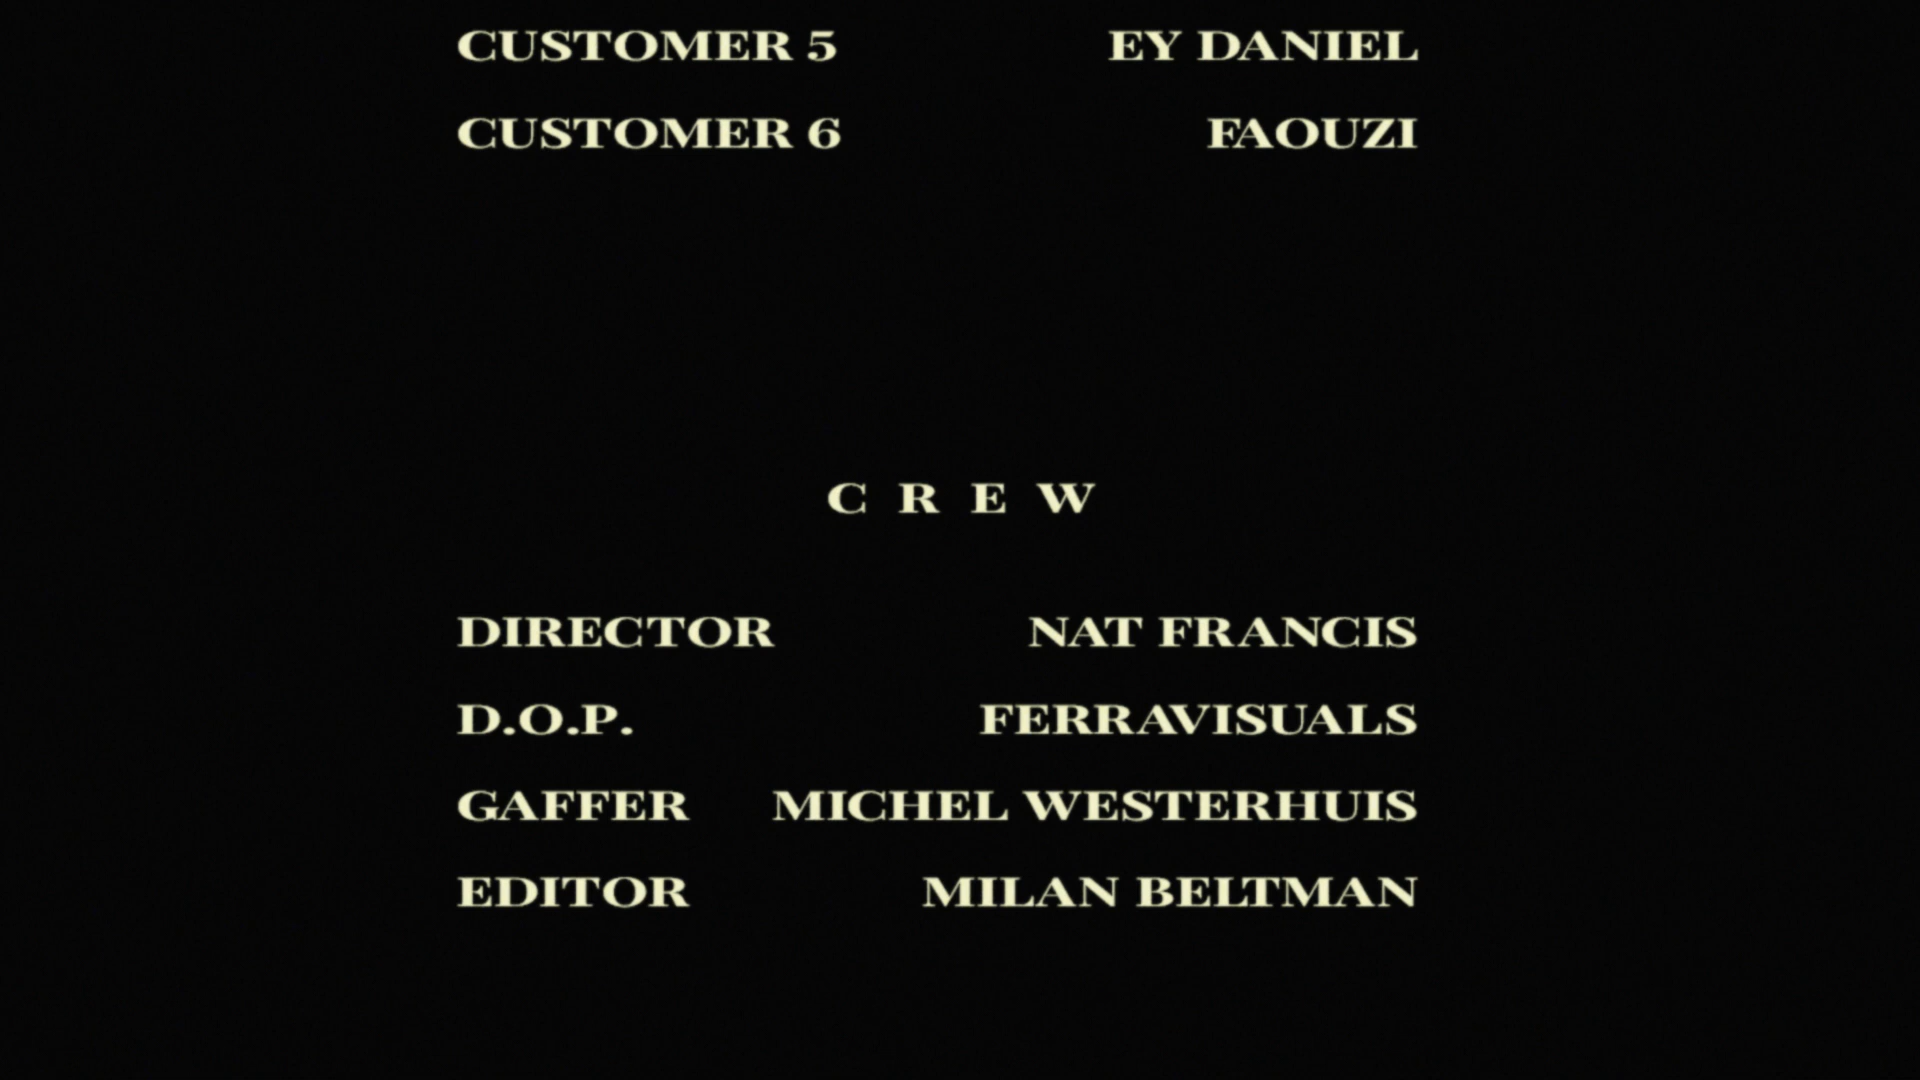 CUSTOMER 5 EY DANIEL
CUSTOMER 6 FAOUZI
C R E W
DIRECTOR NAT FRANCIS
D.O.P. FERRAVISUALS
GAFFER MICHEL WESTERHUIS
EDITOR MILAN BELTMAN